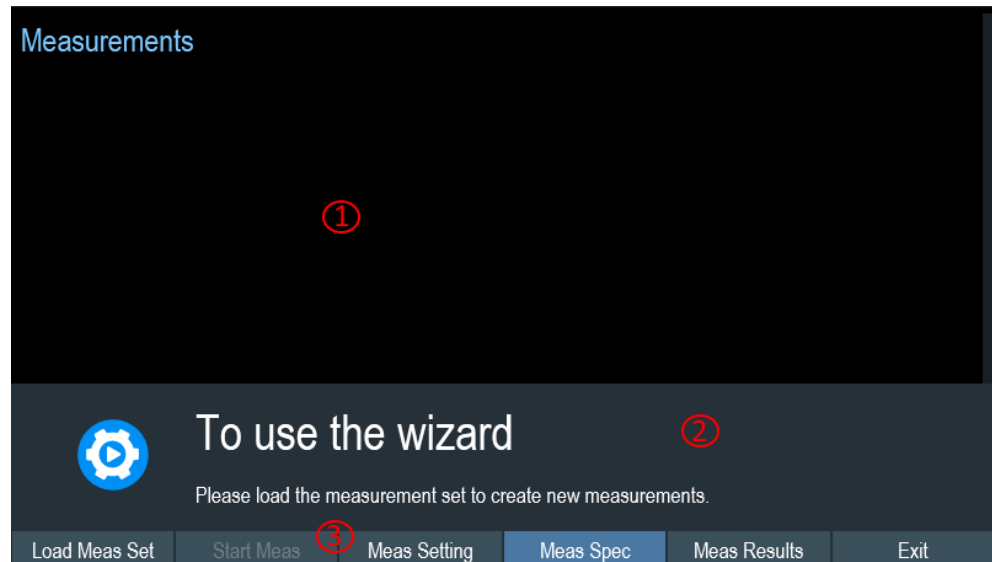 Measurements
①
To use the wizard ②
Please load the measurement set to create new measurements.
③
Load Meas Set Start Meas Meas Setting Meas Spec Meas Results Exit